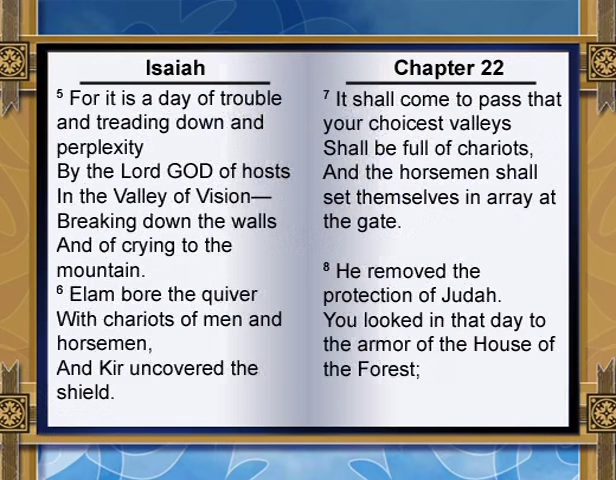 Isaiah
5 For it is a day of trouble
and treading down and
perplexity
By the Lord GOD of hosts
In the Valley of Vision—
Breaking down the walls
And of crying to the
mountain.
6 Elam bore the quiver
With chariots of men and
horsemen,
And Kir uncovered the
shield.
Chapter 22
7 It shall come to pass that
your choicest valleys
Shall be full of chariots,
And the horsemen shall
set themselves in array at
the gate.
8 He removed the
protection of Judah.
You looked in that day to
the armor of the House of
the Forest;